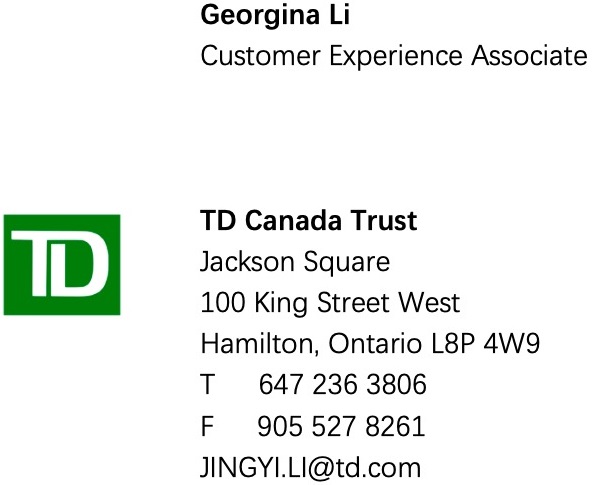 Georgina Li
Customer Experience Associate
TD Canada Trust
TD
Jackson Square
100 King Street West
Hamilton, Ontario L8P 4W9
T 647 236 3806
F 905 527 8261
JINGYI.LI@td.com